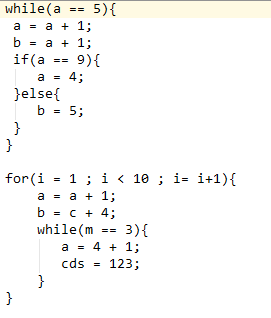 while(a == 5){
 a = a + 1;
 b = a + 1;
 if(a == 9){
    a = 4;
 }else{
    b = 5;
 }
}

for(i = 1 ; i < 10 ; i= i+1){
    a = a + 1;
    b = c + 4;
    while(m == 3){
       a = 4 + 1;
       cds = 123;
    }
}